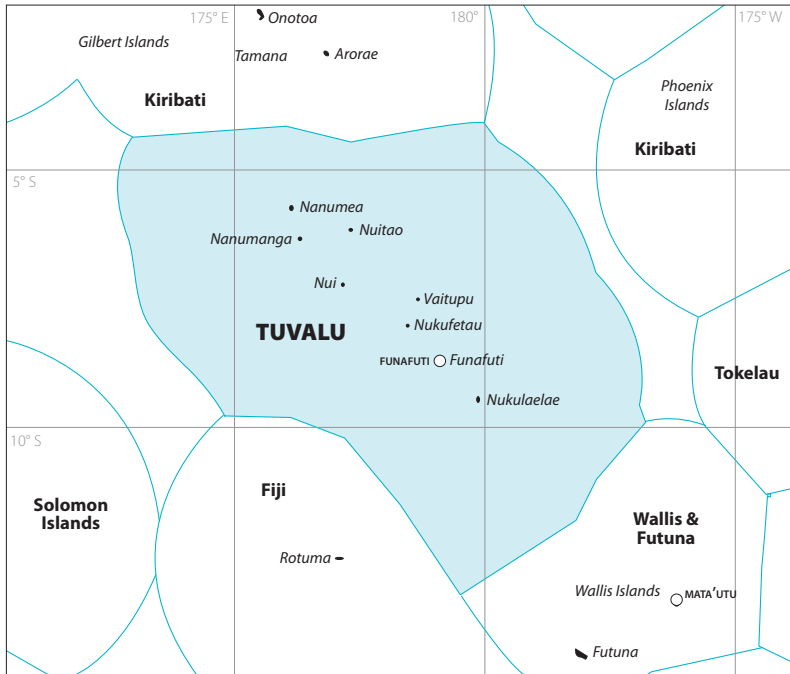 175° E
180°
175° W
Onotoa
Gilbert Islands
Tamana
Arorae
Kiribati
Phoenix
Islands
Kiribati
5° S
Nanumea
Nuitao
Nanumanga
Nui
Vaitupu
Nukufetau
TUVALU
FUNAFUTI
Funafuti
Tokelau
Nukulaelae
10° S
Fiji
Solomon
Islands
Wallis &
Futuna
Rotuma
Wallis Islands
MATA'UTU
Futuna